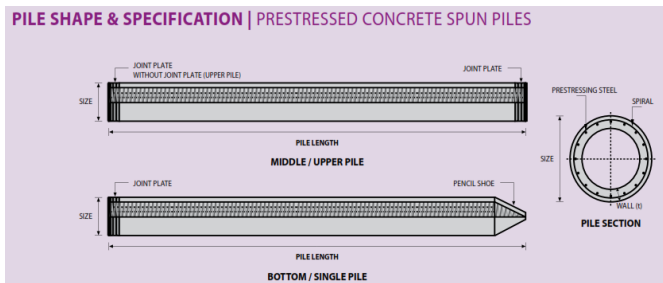 PILE SHAPE & SPECIFICATION | PRESTRESSED CONCRETE SPUN PILES
JOINT PLATE
WITHOUT JOINT PLATE (UPPER PILE)
JOINT PLATE
SIZE
PILE LENGTH
MIDDLE / UPPER PILE
JOINT PLATE
PENCIL SHOE
SIZE
PILE LENGTH
BOTTOM / SINGLE PILE
PRESTRESSING STEEL
SPIRAL
SIZE
WALL (t)
PILE SECTION